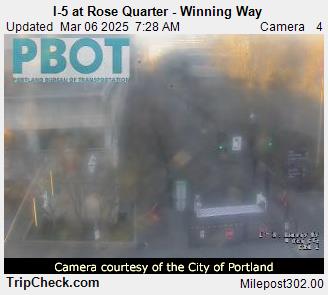 I-5 at Rose Quarter - Winning Way
Updated Mar 06 2025 7:28 AM Camera 4
PBOT
PORTLAND BUREAU OF TRANSPORTATION
Camera courtesy of the City of Portland
TripCheck.com Milepost302.00